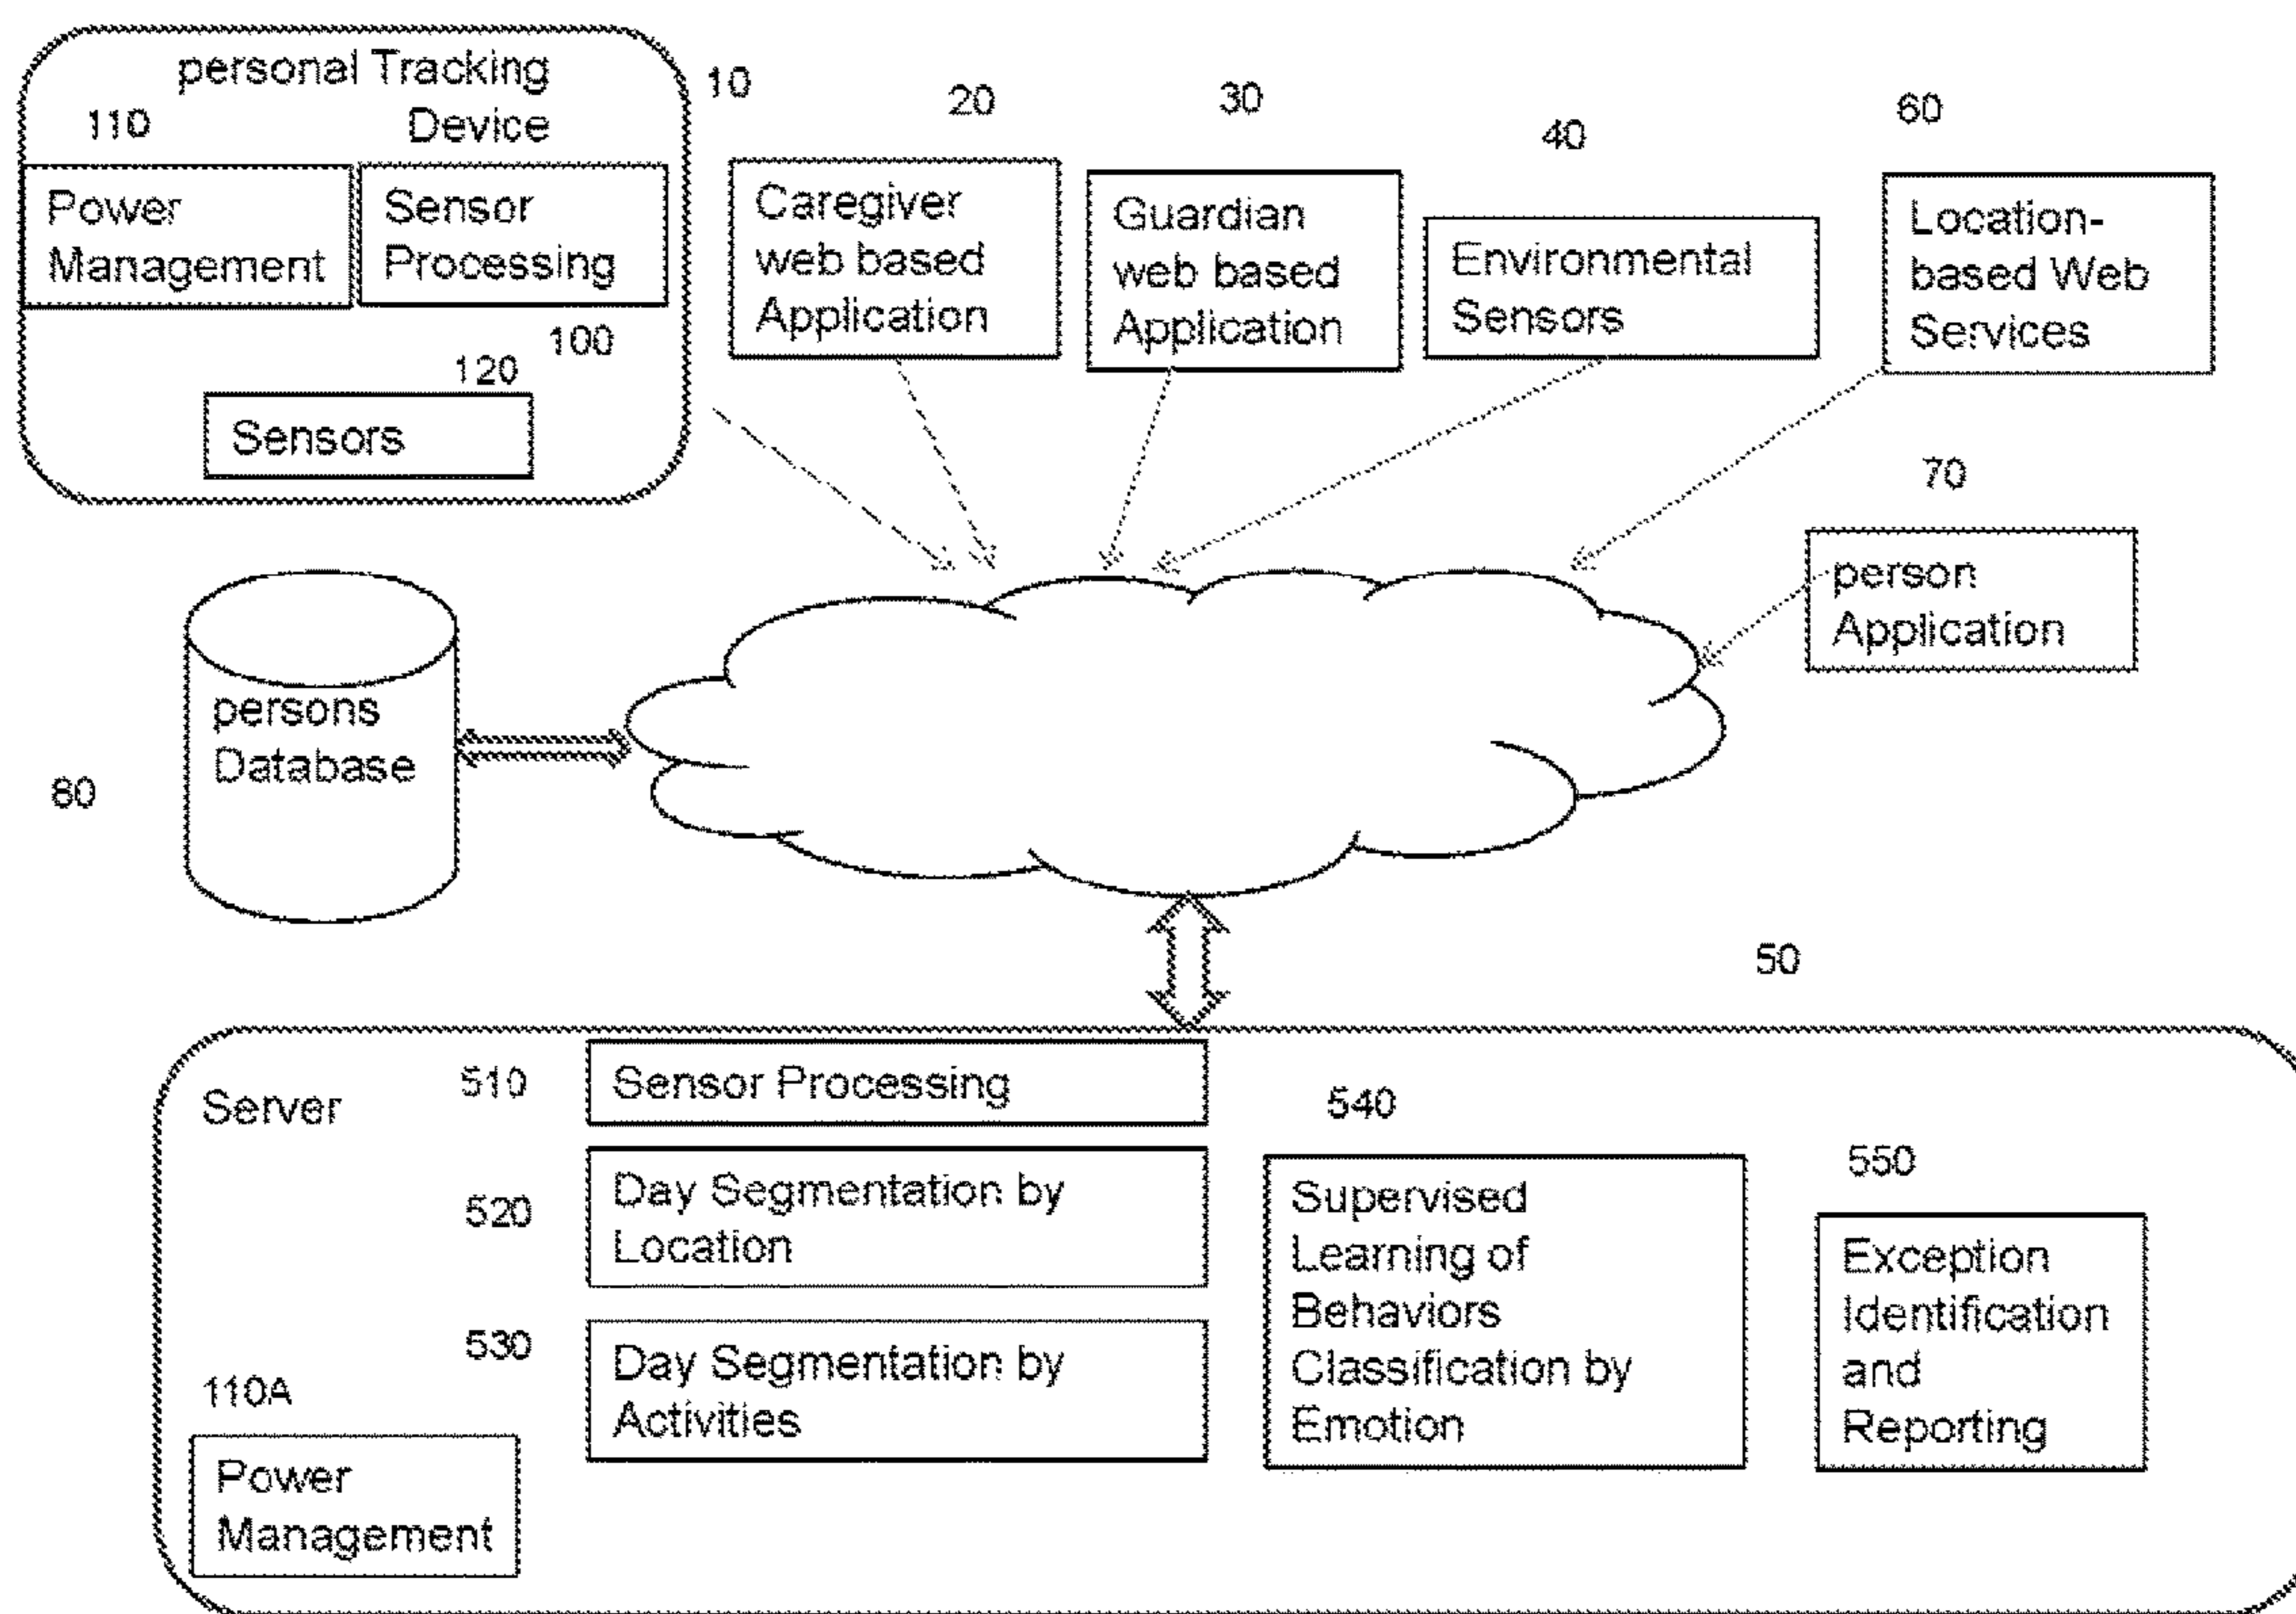 personal Tracking
Device
110
Power
Management
Sensor
Processing
100
120
Sensors
10
20
Caregiver
web based
Application
30
Guardian
web based
Application
40
Environmental
Sensors
60
Location-
based Web
Services
70
person
Application
80
persons
Database
50
Server
510
Sensor Processing
520
Day Segmentation by
Location
530
Day Segmentation by
Activities
110A
Power
Management
540
Supervised
Learning of
Behaviors
Classification by
Emotion
550
Exception
Identification
and
Reporting